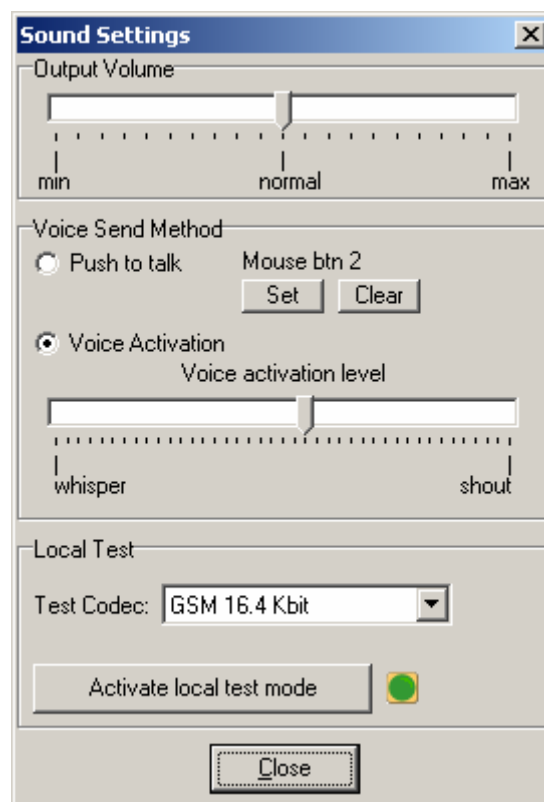 Sound Settings
Output Volume
min normal max
Voice Send Method
Push to talk Mouse btn 2
Set Clear
Voice Activation
Voice activation level
whisper shout
Local Test
Test Codec: GSM 16.4 Kbit
Activate local test mode
Close